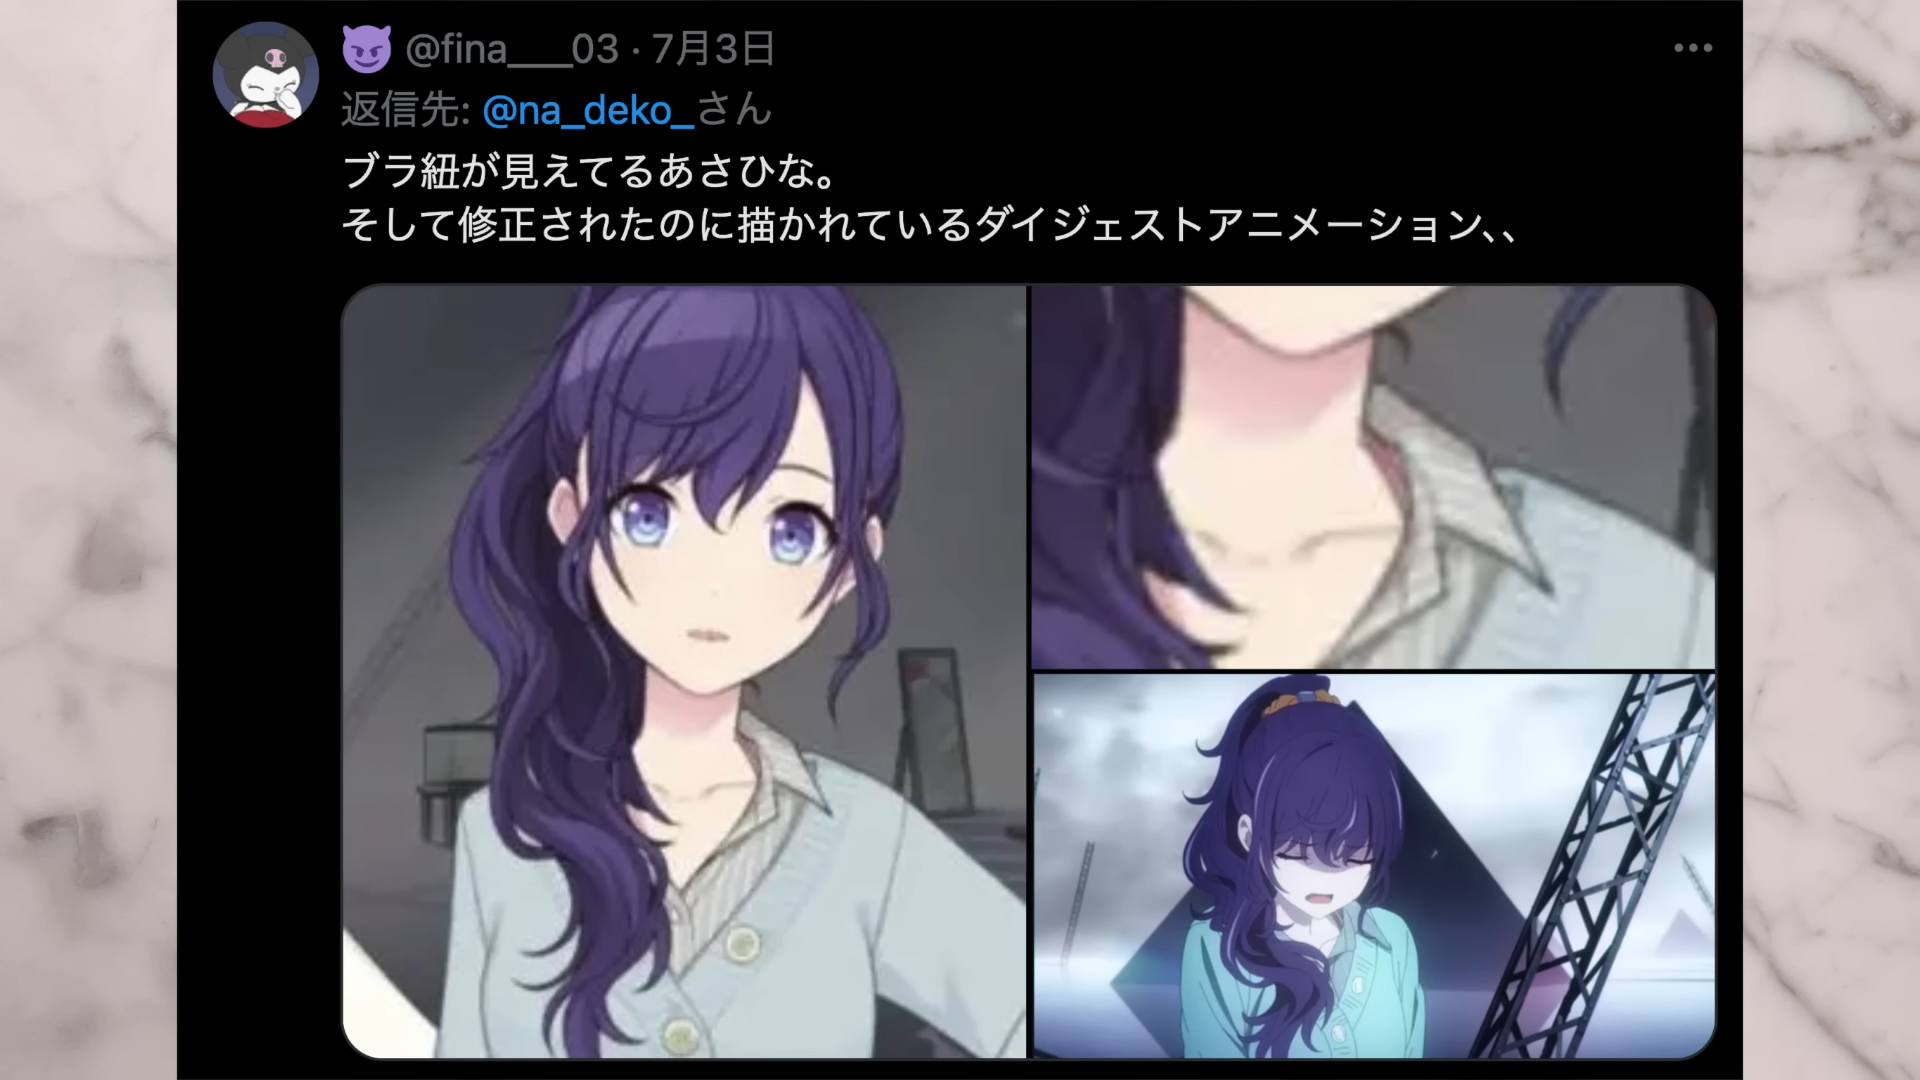 😈 @fina___03 · 7月3日
返信先: @na_deko_さん
ブラ紐が見えてるあさひな。
そして修正されたのに描かれているダイジェストアニメーション、、